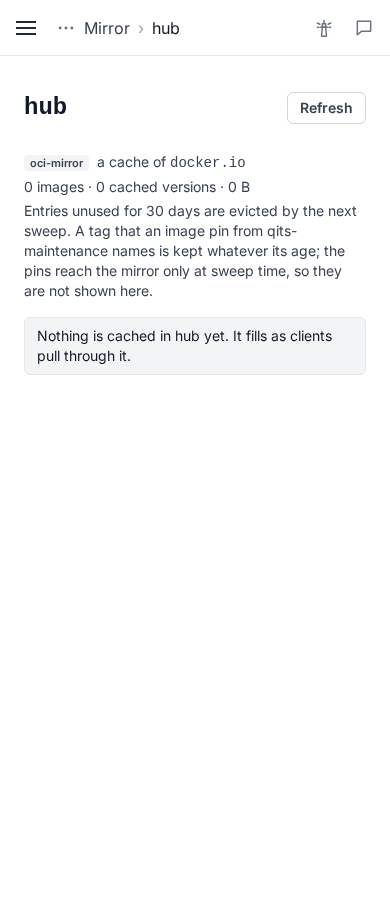 Mirror › hub
hub
Refresh
oci-mirror a cache of docker.io
0 images · 0 cached versions · 0 B
Entries unused for 30 days are evicted by the next
sweep. A tag that an image pin from qits-
maintenance names is kept whatever its age; the
pins reach the mirror only at sweep time, so they
are not shown here.
Nothing is cached in hub yet. It fills as clients
pull through it.